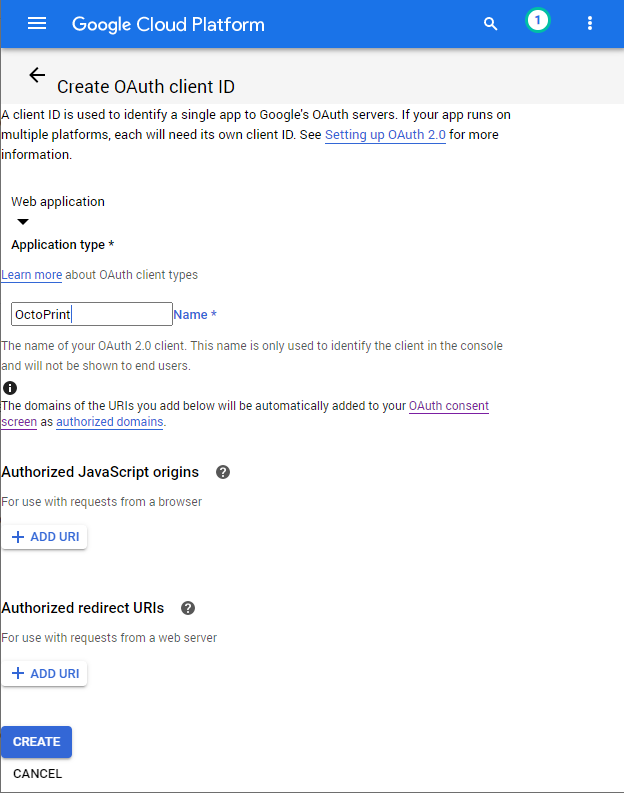 Google Cloud Platform
1
Create OAuth client ID
A client ID is used to identify a single app to Google's OAuth servers. If your app runs on
multiple platforms, each will need its own client ID. See Setting up OAuth 2.0 for more
information.
Web application
Application type *
Learn more about OAuth client types
OctoPrint Name *
The name of your OAuth 2.0 client. This name is only used to identify the client in the console
and will not be shown to end users.
The domains of the URIs you add below will be automatically added to your OAuth consent
screen as authorized domains.
Authorized JavaScript origins
For use with requests from a browser
+ ADD URI
Authorized redirect URIs
For use with requests from a web server
+ ADD URI
CREATE
CANCEL